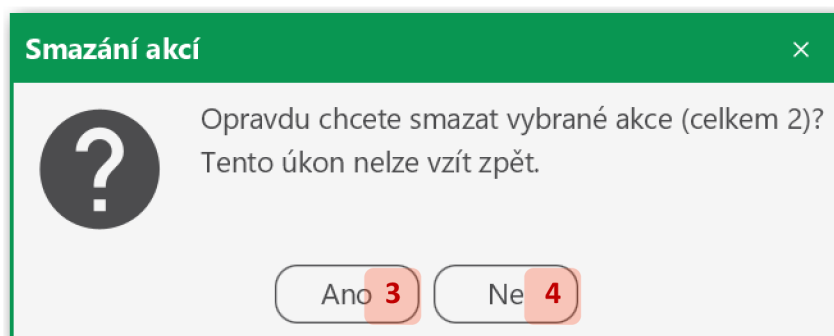 Smazání akcí
Opravdu chcete smazat vybrané akce (celkem 2)?
Tento úkon nelze vzít zpět.
Ano 3 Ne 4